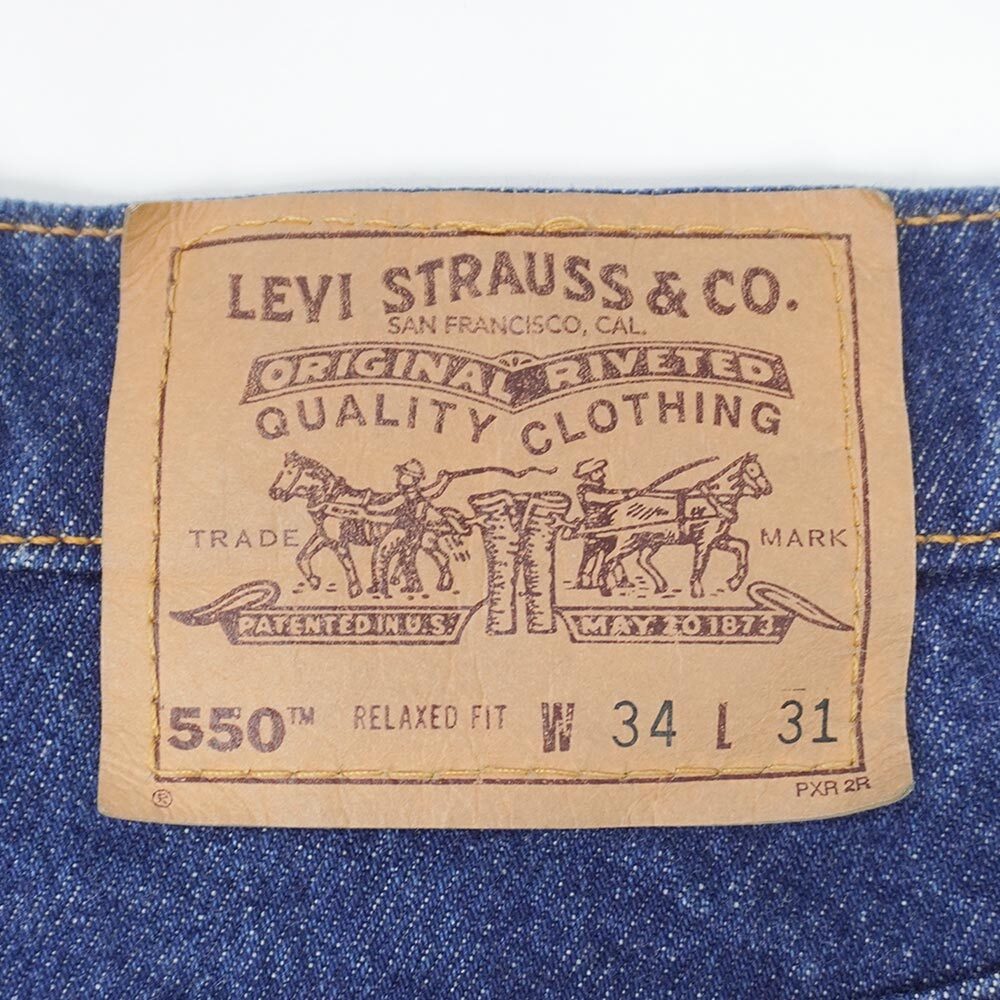 LEVI STRAUSS & CO.
SAN FRANCISCO, CAL.
ORIGINAL RIVETED
QUALITY CLOTHING
TRADE MARK
PATENTED IN U.S. MAY 20 1873
550™ RELAXED FIT W 34 L 31
® PXR 2R